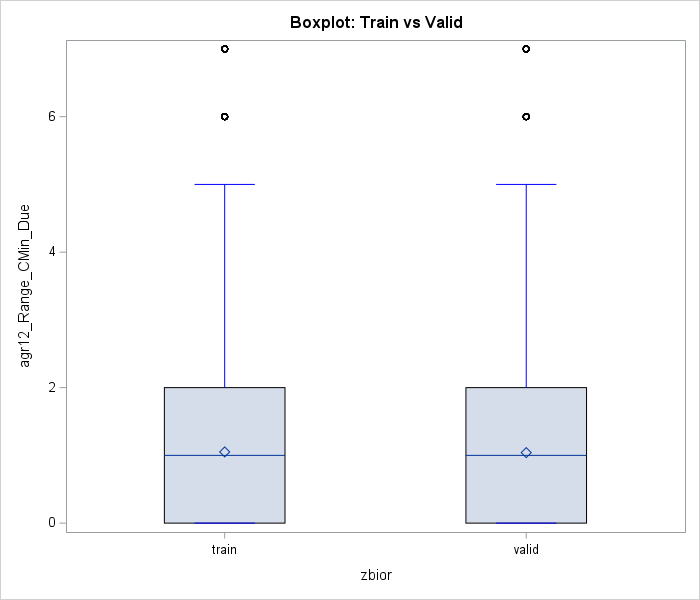 Boxplot: Train vs Valid
agr12_Range_CMin_Due
6
4
2
0
train
valid
zbior